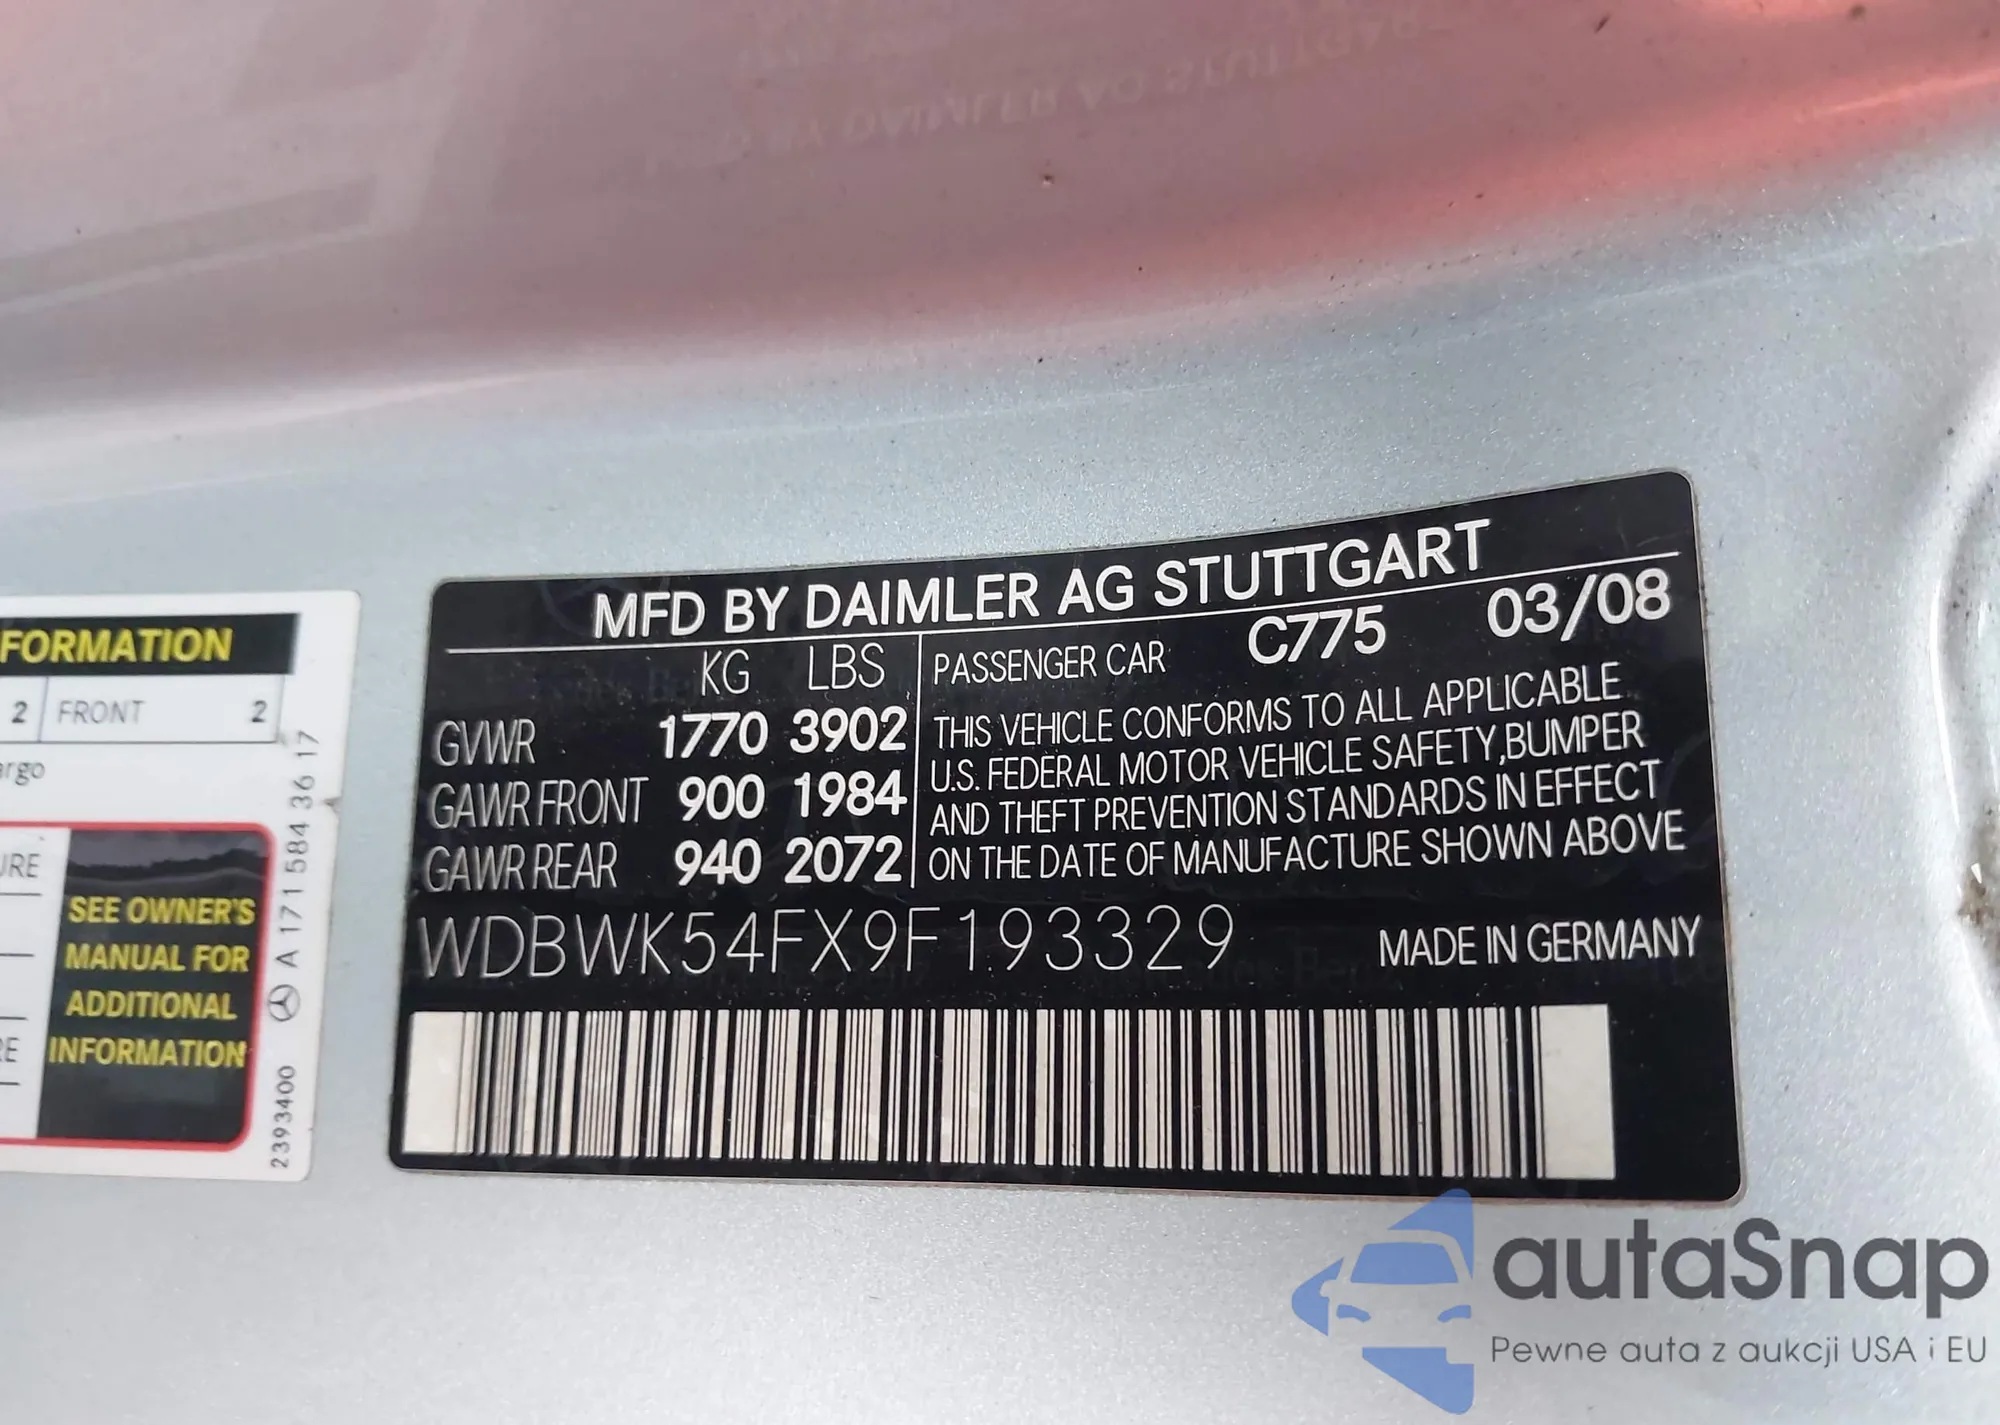 MFD BY DAIMLER AG STUTTGART
KG LBS
GVWR 1770 3902
GAWR FRONT 900 1984
GAWR REAR 940 2072
PASSENGER CAR C775 03/08
THIS VEHICLE CONFORMS TO ALL APPLICABLE
U.S. FEDERAL MOTOR VEHICLE SAFETY,BUMPER
AND THEFT PREVENTION STANDARDS IN EFFECT
ON THE DATE OF MANUFACTURE SHOWN ABOVE
WDBWK54FX9F193329 MADE IN GERMANY
FORMATION
2 FRONT 2
argo
URE
RE
SEE OWNER'S
MANUAL FOR
ADDITIONAL
INFORMATION
2393400 A 171 584 36 17
autaSnap
Pewne auta z aukcji USA i EU